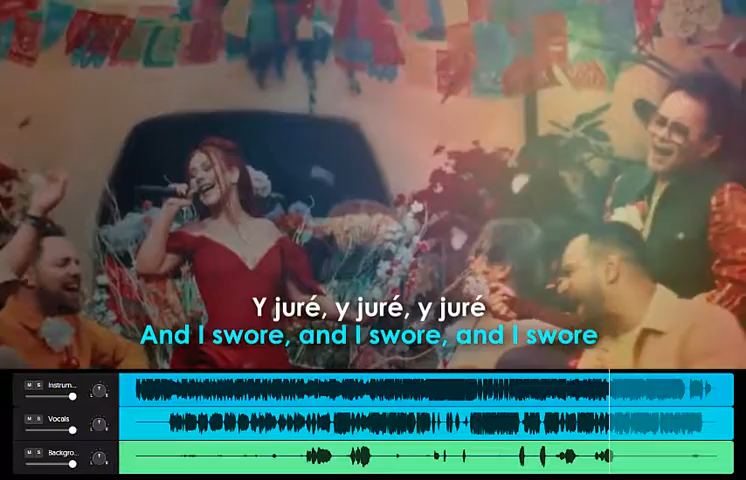 Y juré, y juré, y juré
And I swore, and I swore, and I swore
M S Instrum...
M S Vocals
M S Backgro...